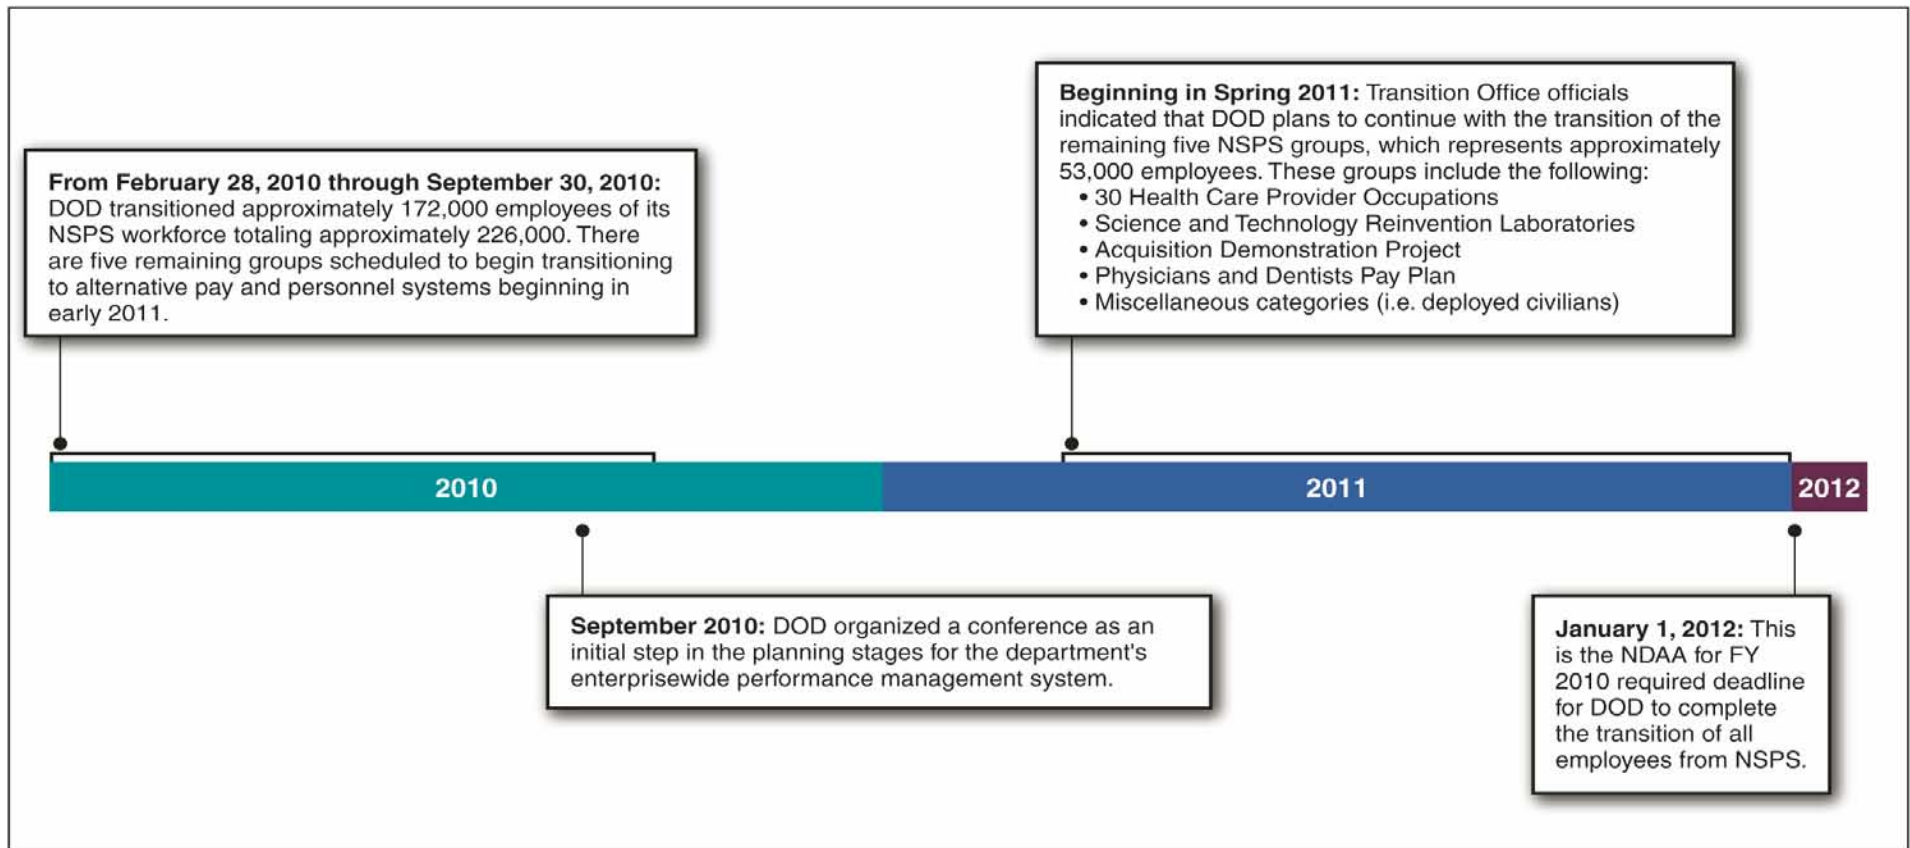 From February 28, 2010 through September 30, 2010:
DOD transitioned approximately 172,000 employees of its
NSPS workforce totaling approximately 226,000. There
are five remaining groups scheduled to begin transitioning
to alternative pay and personnel systems beginning in
early 2011.
Beginning in Spring 2011: Transition Office officials
indicated that DOD plans to continue with the transition of the
remaining five NSPS groups, which represents approximately
53,000 employees. These groups include the following:
• 30 Health Care Provider Occupations
• Science and Technology Reinvention Laboratories
• Acquisition Demonstration Project
• Physicians and Dentists Pay Plan
• Miscellaneous categories (i.e. deployed civilians)
2010
2011
2012
September 2010: DOD organized a conference as an
initial step in the planning stages for the department's
enterprisewide performance management system.
January 1, 2012: This
is the NDAA for FY
2010 required deadline
for DOD to complete
the transition of all
employees from NSPS.